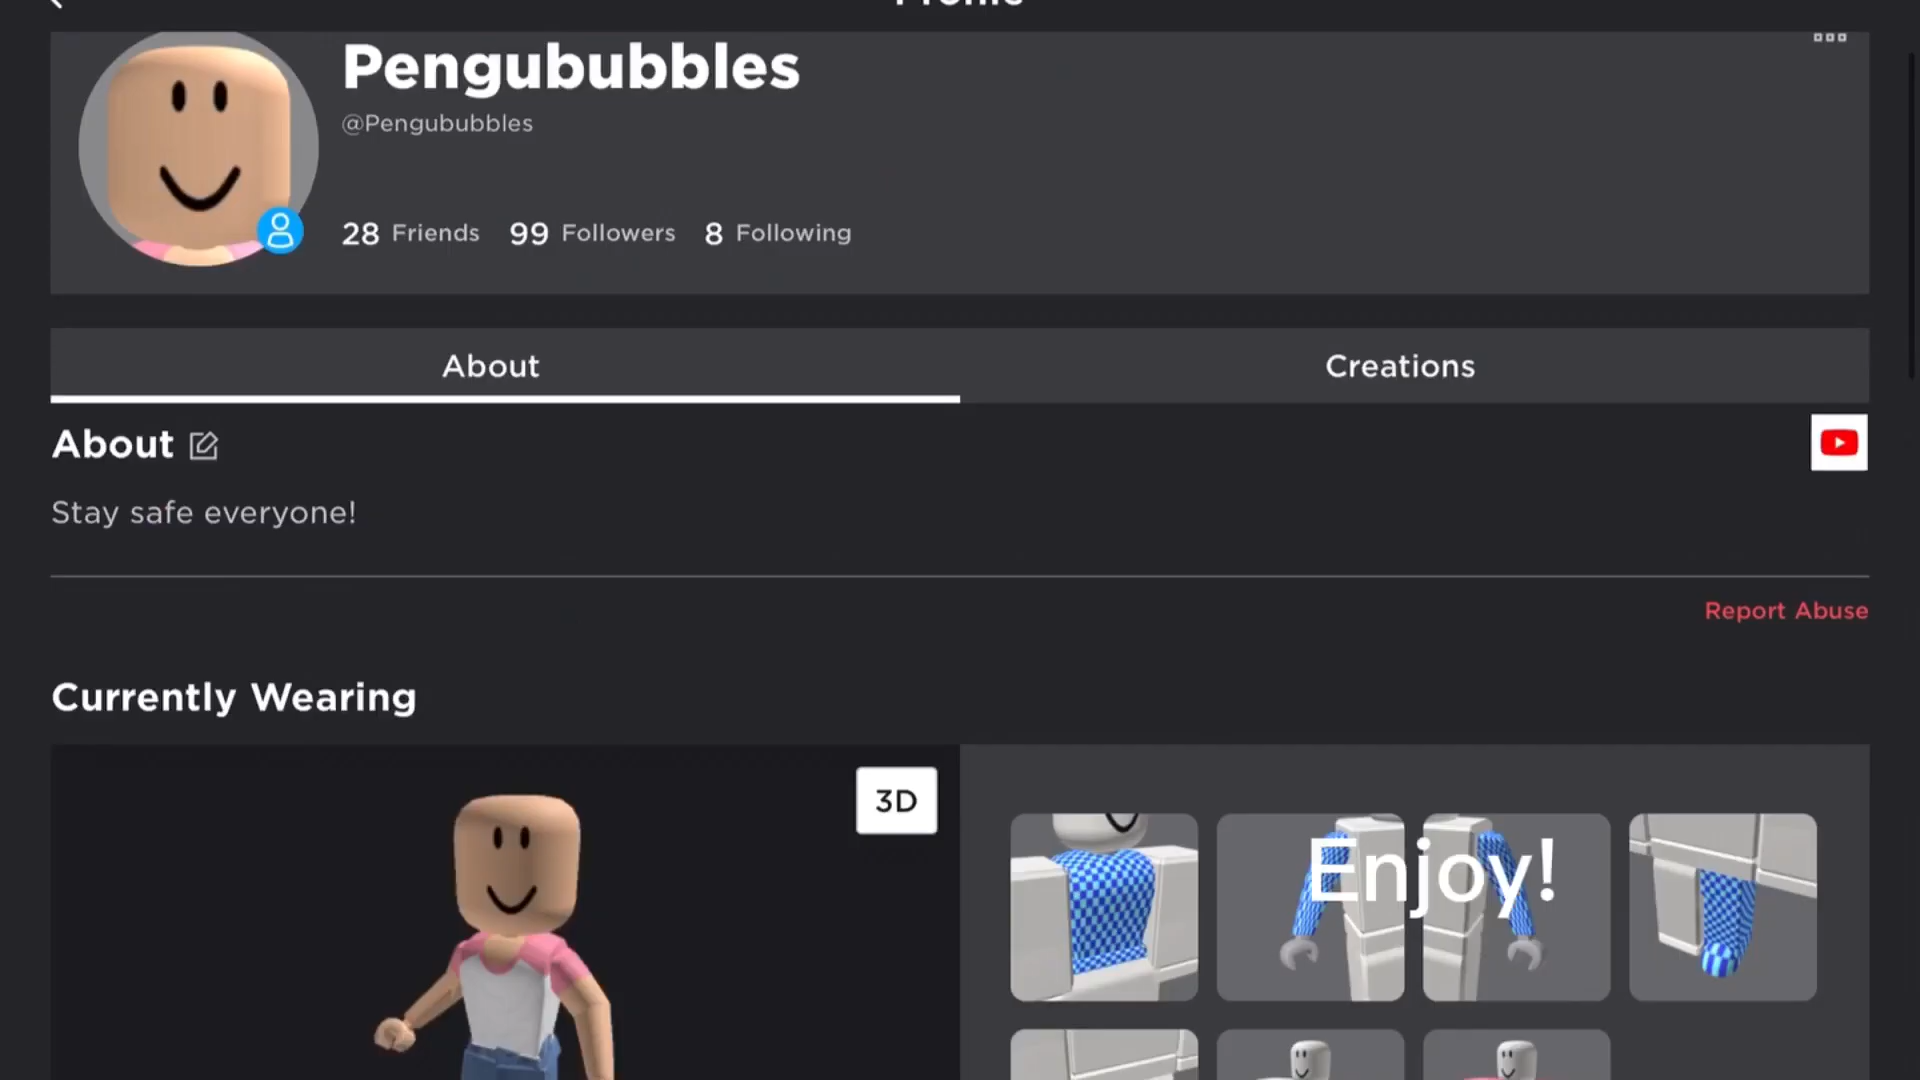 Profile
Pengububbles
@Pengububbles
28 Friends 99 Followers 8 Following
About Creations
About
Stay safe everyone!
Report Abuse
Currently Wearing
3D
Enjoy!